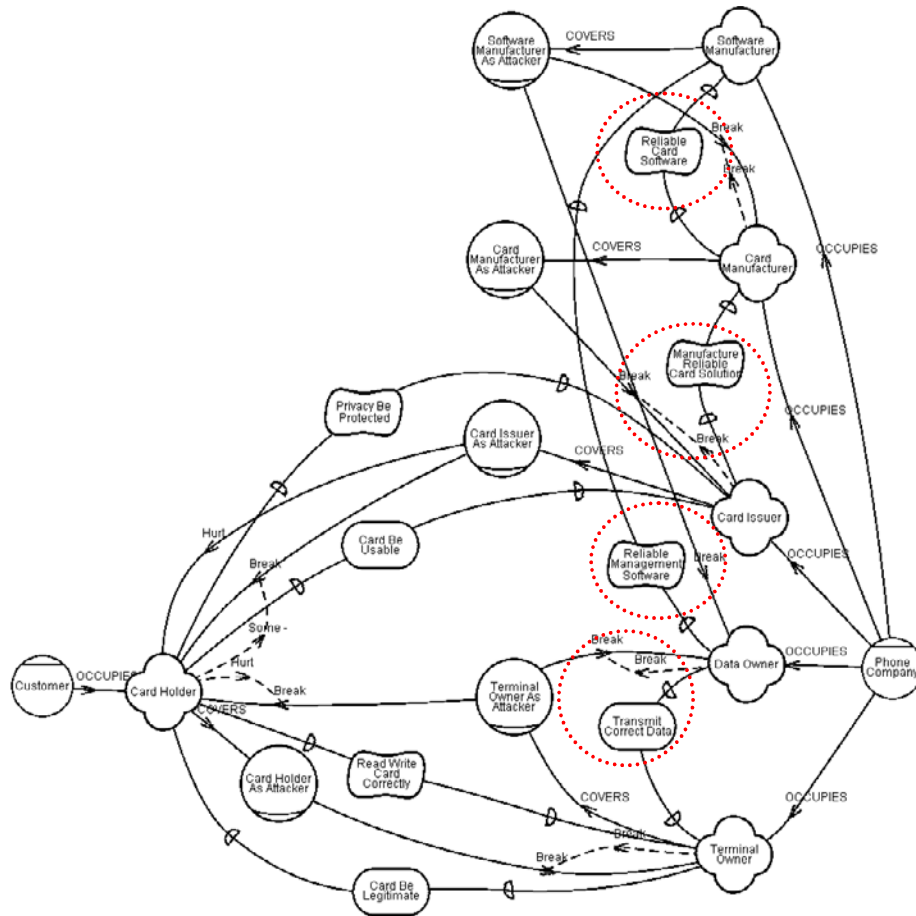 Software
Manufacturer
As Attacker
COVERS
Software
Manufacturer
Break
Reliable
Card
Software
Break
Card
Manufacturer
As Attacker
COVERS
Card
Manufacturer
OCCUPIES
Manufacture
Reliable
Card Solution
Break
Privacy Be
Protected
OCCUPIES
Card Issuer
As Attacker
Break
COVERS
Card Issuer
Hurt
Card Be
Usable
Reliable
Management
Software
Break
OCCUPIES
Break
Some -
Break
OCCUPIES
Hurt
Break
Data Owner
Phone
Company
Customer
OCCUPIES
Card Holder
Break
Terminal
Owner As
Attacker
COVERS
Transmit
Correct Data
Read Write
Card
Correctly
Card Holder
As Attacker
COVERS
OCCUPIES
Break
Terminal
Owner
Break
Card Be
Legitimate